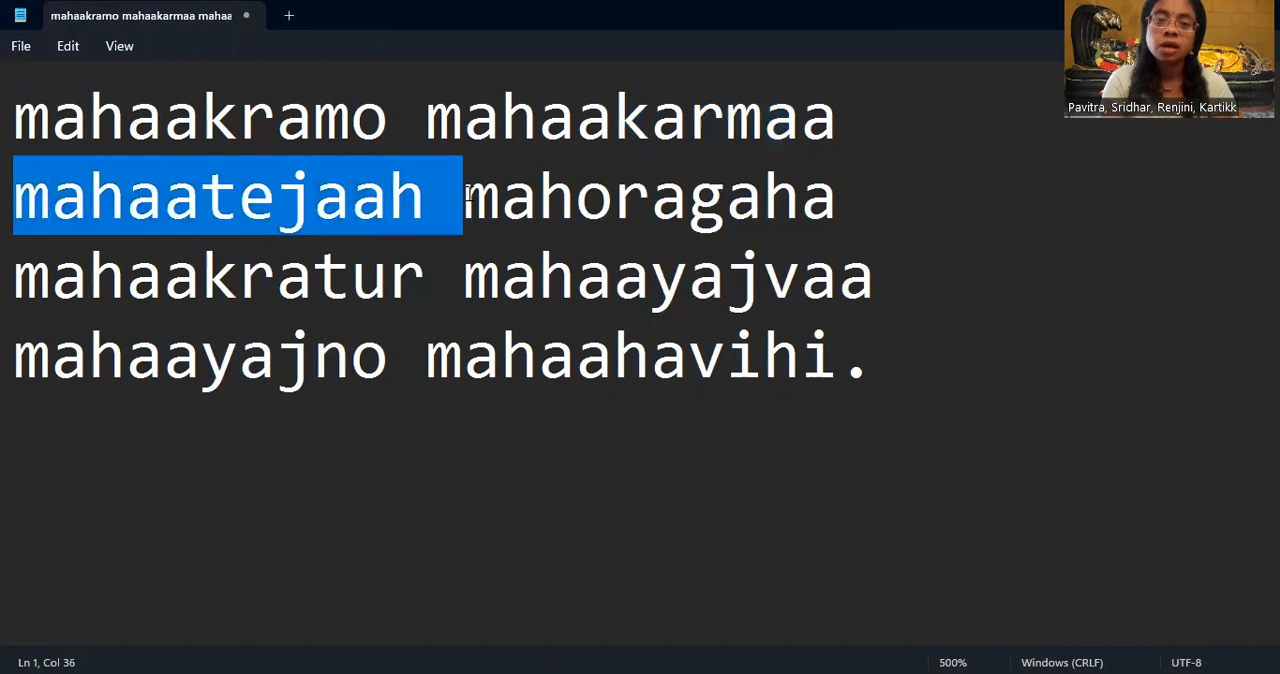 mahaakramo mahaakarmaa mahaa
File Edit View
Pavitra, Sridhar, Renjini, Kartikk
mahaakramo mahaakarmaa
mahaatejaah mahoragaha
mahaakratur mahaayajvaa
mahaayajno mahaahavihi.
Ln 1, Col 36 500% Windows (CRLF) UTF-8